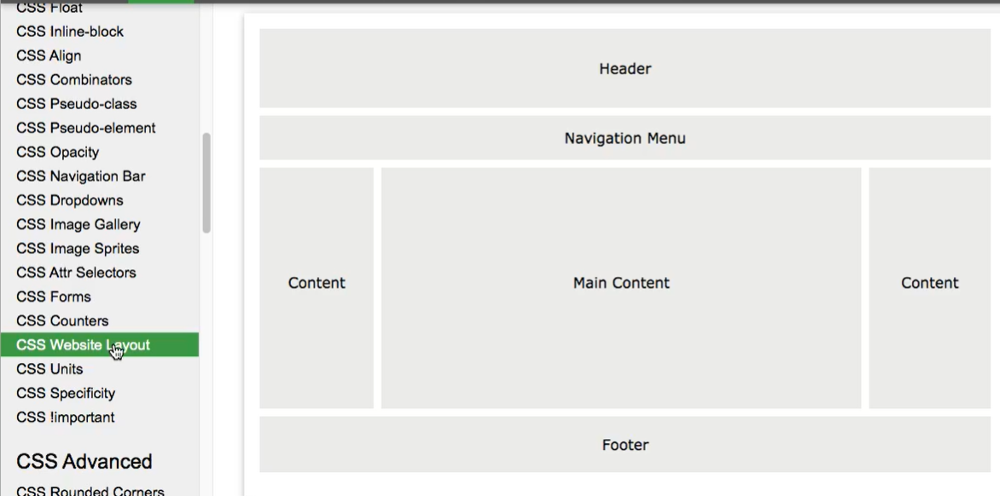 CSS Float
CSS Inline-block
CSS Align
CSS Combinators
CSS Pseudo-class
CSS Pseudo-element
CSS Opacity
CSS Navigation Bar
CSS Dropdowns
CSS Image Gallery
CSS Image Sprites
CSS Attr Selectors
CSS Forms
CSS Counters
CSS Website Layout
CSS Units
CSS Specificity
CSS !important
CSS Advanced
CSS Rounded Corners
Header
Navigation Menu
Content
Main Content
Content
Footer